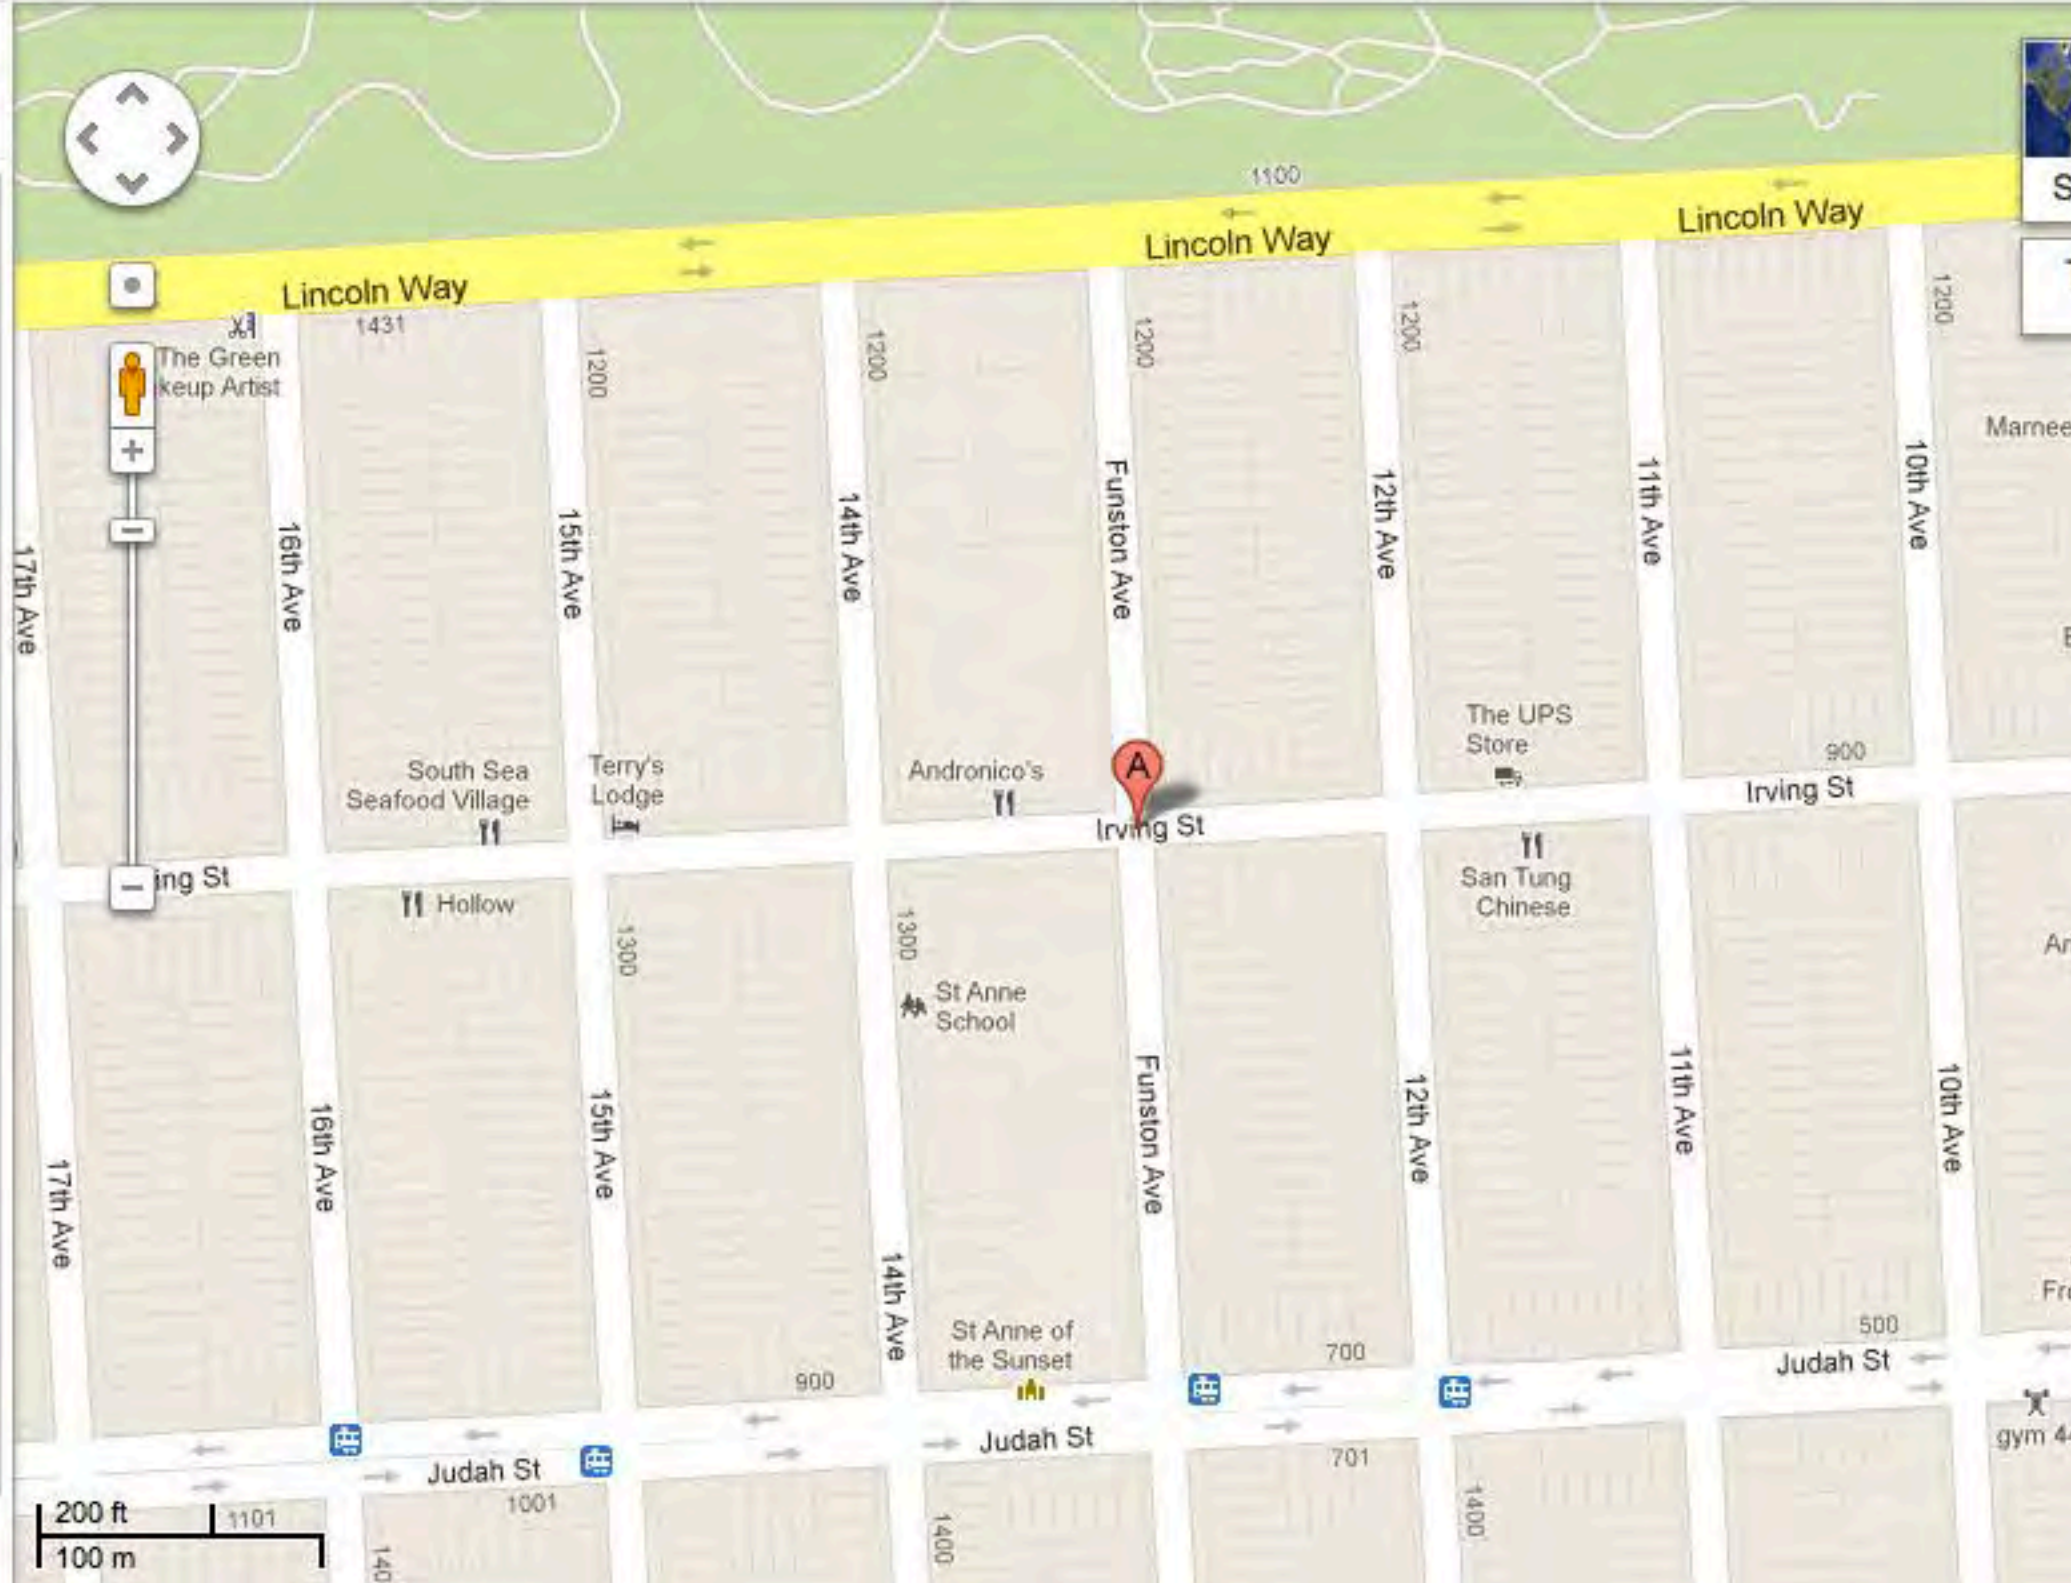 1100
S
Lincoln Way
Lincoln Way
Lincoln Way
1431
1200
1200
1200
1200
1200
The Green
keup Artist
Marnee
17th Ave
16th Ave
15th Ave
14th Ave
Funston Ave
12th Ave
11th Ave
10th Ave
The UPS
Store
900
South Sea
Seafood Village
Terry's
Lodge
Andronico's
A
Irving St
Irving St
ing St
Hollow
San Tung
Chinese
1300
1300
Ar
St Anne
School
17th Ave
16th Ave
15th Ave
14th Ave
Funston Ave
12th Ave
11th Ave
10th Ave
Fr
St Anne of
the Sunset
900
700
500
Judah St
Judah St
Judah St
701
gym 4
1001
1101
200 ft
100 m
140
1400
1400